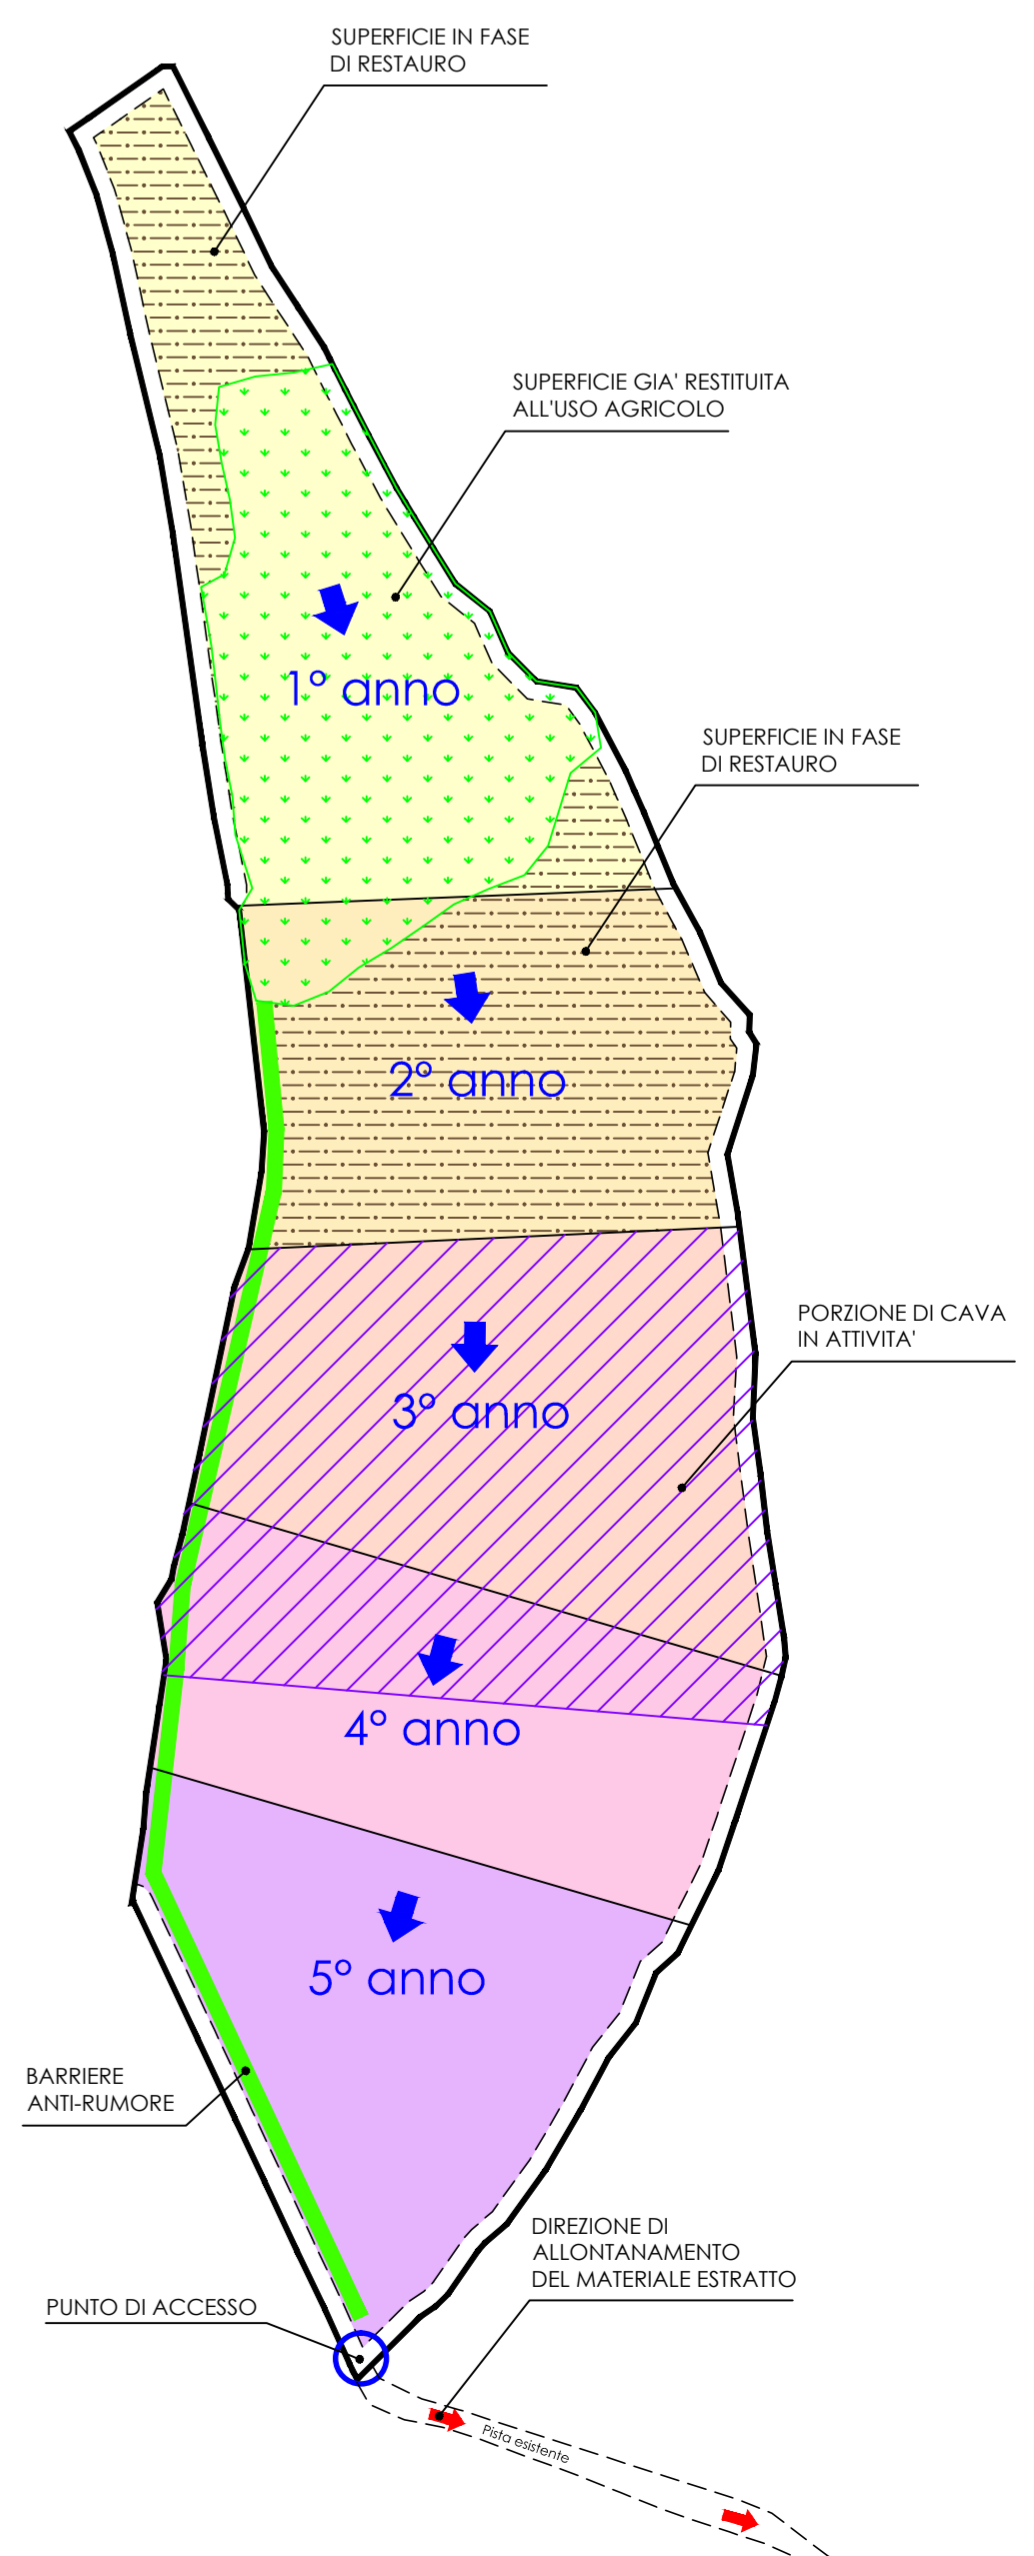 SUPERFICIE IN FASE
DI RESTAURO
SUPERFICIE GIA' RESTITUITA
ALL'USO AGRICOLO
1° anno
SUPERFICIE IN FASE
DI RESTAURO
2° anno
PORZIONE DI CAVA
IN ATTIVITA'
3° anno
4° anno
5° anno
BARRIERE
ANTI-RUMORE
DIREZIONE DI
ALLONTANAMENTO
DEL MATERIALE ESTRATTO
PUNTO DI ACCESSO
Pista esistente